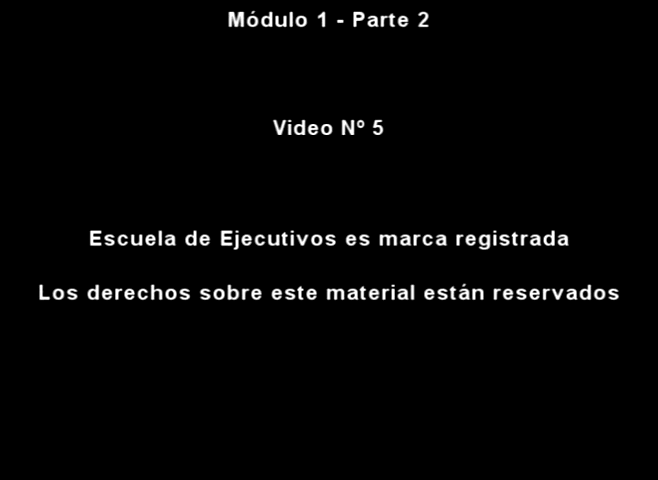 Módulo 1 - Parte 2
Video Nº 5
Escuela de Ejecutivos es marca registrada
Los derechos sobre este material están reservados